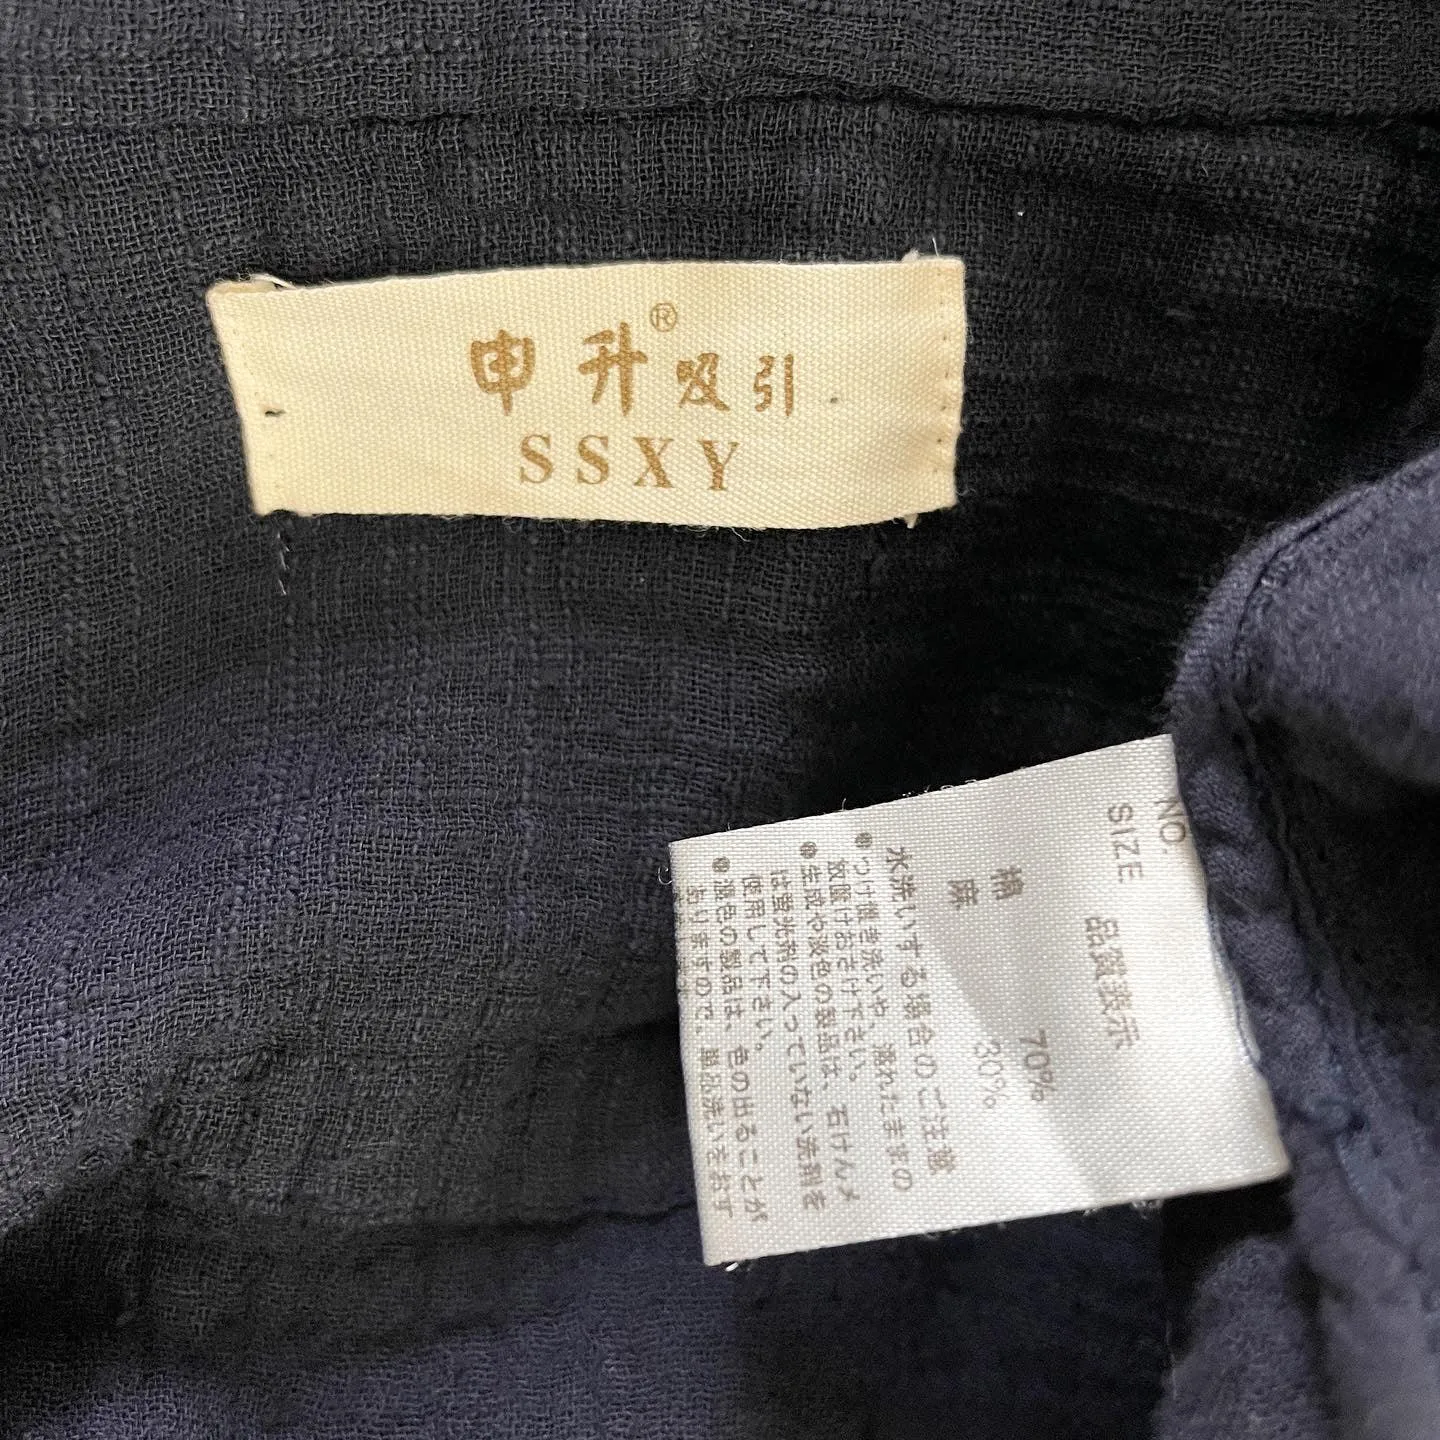 申升®吸引
SSXY
NO.
SIZE
品質表示
棉 70%
麻 30%
水洗いする場合のご注意
●つけ置き洗いや、濡れたままの
放置はおさけ下さい。
●生成や淡色の製品は、石けんメ
は蛍光剤の入っていない洗剤を
使用して下さい。
●濃色の製品は、色の出ることが
ありますので、単品洗いをおす